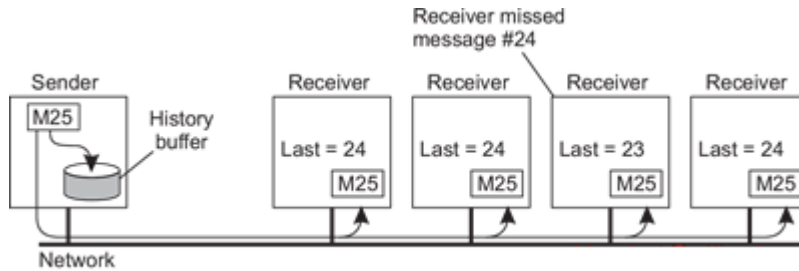 Receiver missed
message #24
Sender
Receiver
Receiver
Receiver
Receiver
M25
History
buffer
Last = 24
Last = 24
Last = 23
Last = 24
M25
M25
M25
M25
Network